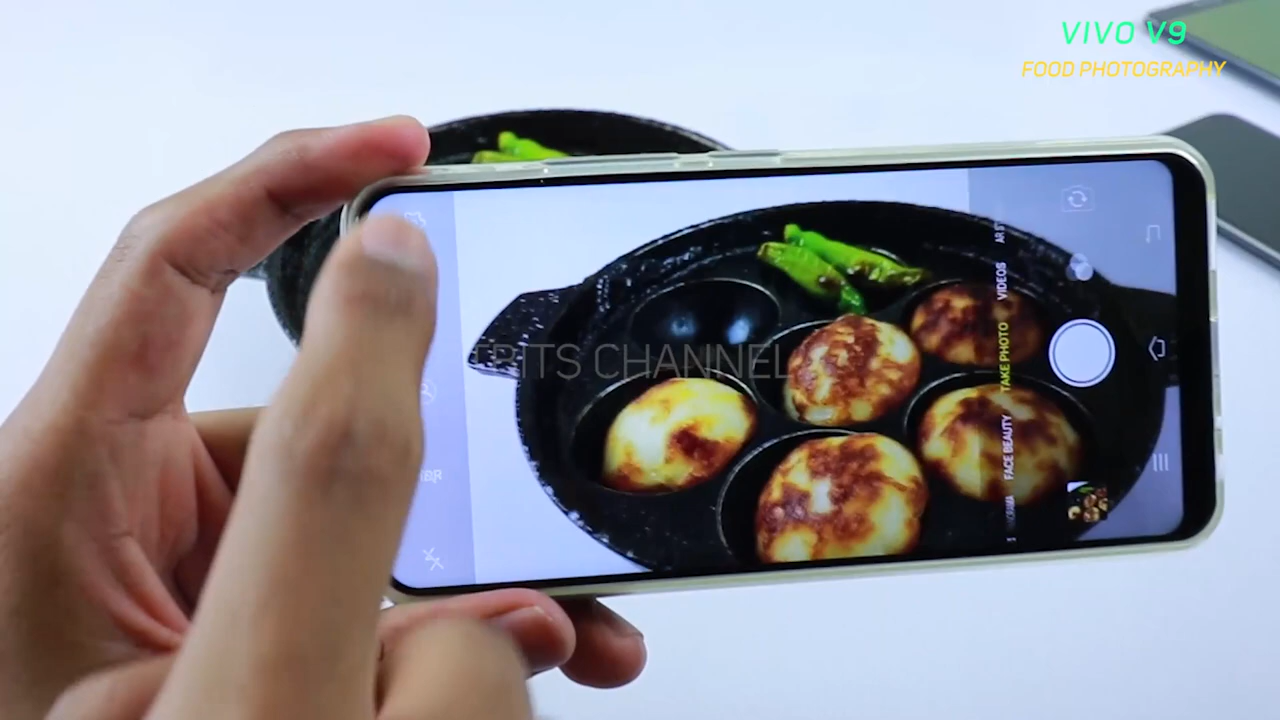 VIVO V9
FOOD PHOTOGRAPHY
TRITS CHANNEL
VIDEOS
TAKE PHOTO
FACE BEAUTY